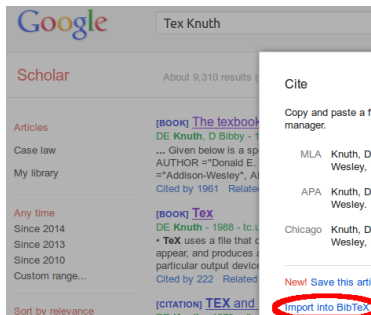 Google
Tex Knuth
Scholar
About 9,310 results (
Articles
Case law
My library
Any time
Since 2014
Since 2013
Since 2010
Custom range...
Sort by relevance
[BOOK] The texbook
DE Knuth, D Bibby - 1
... Given below is a sp
AUTHOR ="Donald E.
="Addison-Wesley", A
Cited by 1961 Relate
[BOOK] Tex
DE Knuth - 1988 - tc.u
• TeX uses a file that c
appear, and produces a
particular output device
Cited by 222 Related
[CITATION] TEX and
Cite
Copy and paste a f
manager.
MLA Knuth, D
Wesley,
APA Knuth, D
Wesley.
Chicago Knuth, D
Wesley,
New! Save this arti
Import into BibTeX